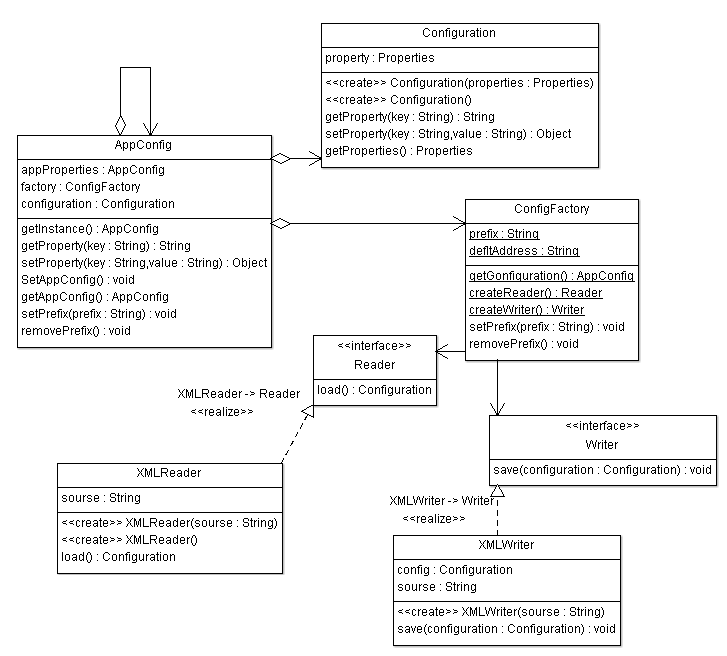 Configuration
property : Properties
<<create>> Configuration(properties : Properties)
<<create>> Configuration()
getProperty(key : String) : String
setProperty(key : String,value : String) : Object
getProperties() : Properties
AppConfig
appProperties : AppConfig
factory : ConfigFactory
configuration : Configuration
getInstance() : AppConfig
getProperty(key : String) : String
setProperty(key : String,value : String) : Object
SetAppConfig() : void
getAppConfig() : AppConfig
setPrefix(prefix : String) : void
removePrefix() : void
ConfigFactory
prefix : String
defltAddress : String
getGonfiguration() : AppConfig
createReader() : Reader
createWriter() : Writer
setPrefix(prefix : String) : void
removePrefix() : void
<<interface>>
Reader
load() : Configuration
XMLReader -> Reader
<<realize>>
<<interface>>
Writer
save(configuration : Configuration) : void
XMLReader
sourse : String
<<create>> XMLReader(sourse : String)
<<create>> XMLReader()
load() : Configuration
XMLWriter -> Writer
<<realize>>
XMLWriter
config : Configuration
sourse : String
<<create>> XMLWriter(sourse : String)
save(configuration : Configuration) : void